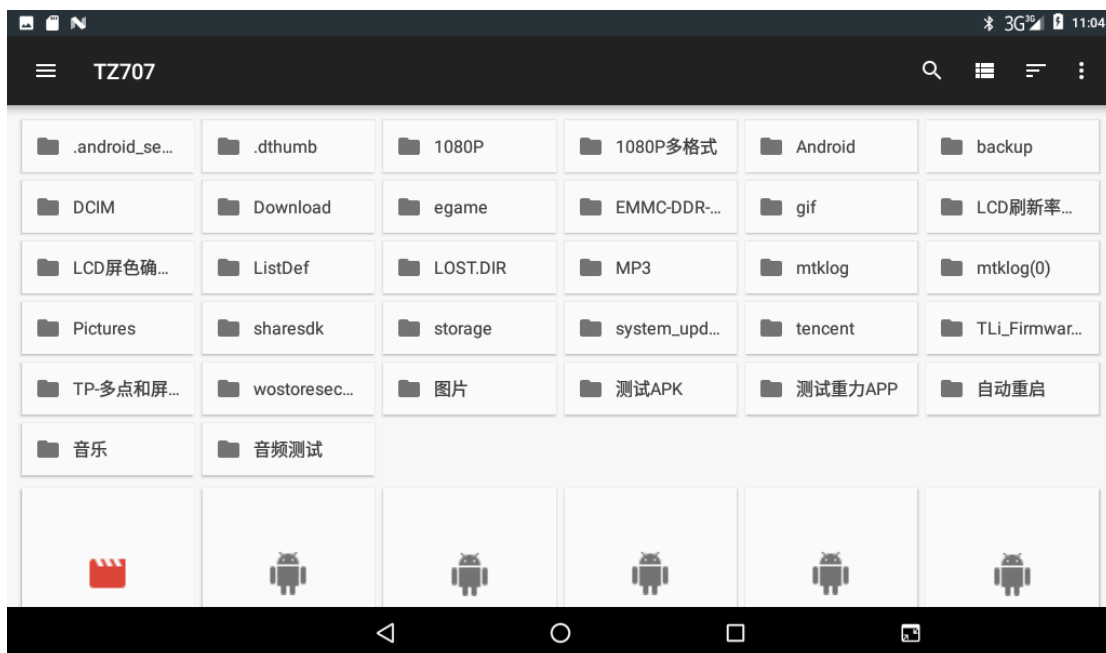 3G 3G 11:04
TZ707
.android_se... .dthumb 1080P 1080P多格式 Android backup
DCIM Download egame EMMC-DDR-... gif LCD刷新率...
LCD屏色确... ListDef LOST.DIR MP3 mtklog mtklog(0)
Pictures sharesdk storage system_upd... tencent TLi_Firmwar...
TP-多点和屏... wostoresec... 图片 测试APK 测试重力APP 自动重启
音乐 音频测试